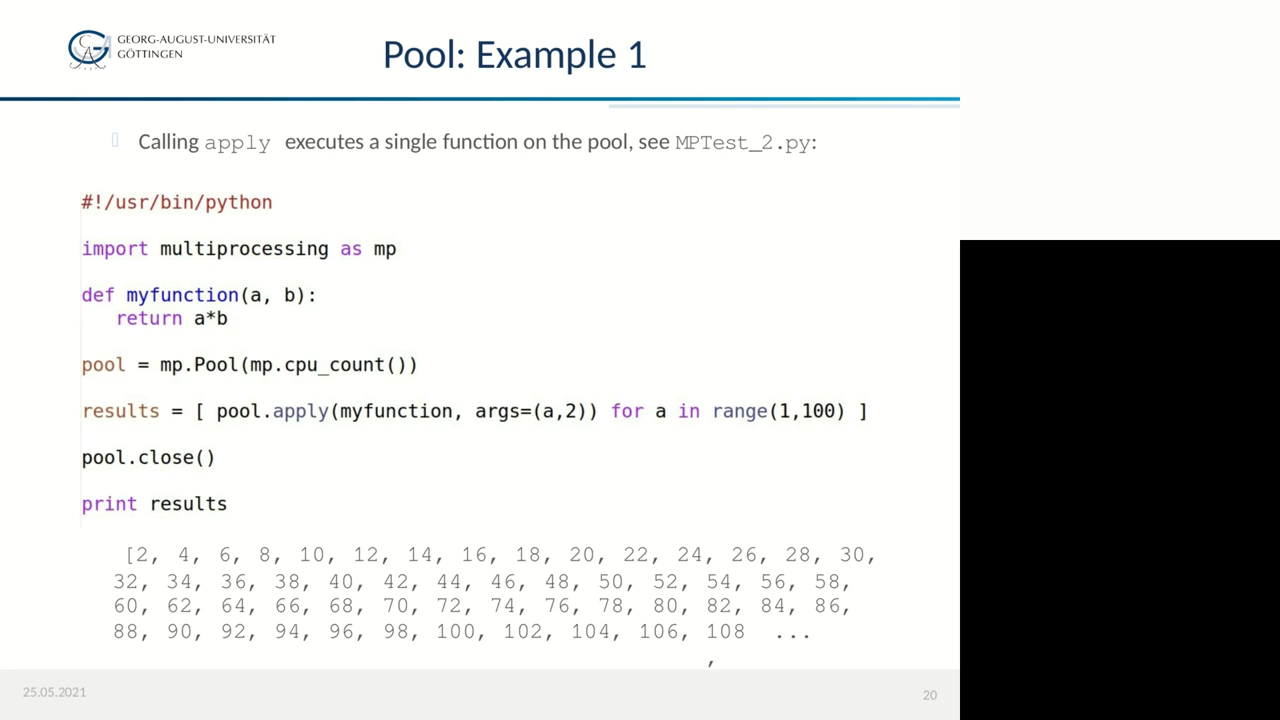 GEORG-AUGUST-UNIVERSITÄT
GÖTTINGEN
Pool: Example 1
Calling apply executes a single function on the pool, see MPTest_2.py:
#!/usr/bin/python
import multiprocessing as mp
def myfunction(a, b):
return a*b
pool = mp.Pool(mp.cpu_count())
results = [ pool.apply(myfunction, args=(a,2)) for a in range(1,100) ]
pool.close()
print results
[2, 4, 6, 8, 10, 12, 14, 16, 18, 20, 22, 24, 26, 28, 30,
32, 34, 36, 38, 40, 42, 44, 46, 48, 50, 52, 54, 56, 58,
60, 62, 64, 66, 68, 70, 72, 74, 76, 78, 80, 82, 84, 86,
88, 90, 92, 94, 96, 98, 100, 102, 104, 106, 108 ...
,
25.05.2021
20